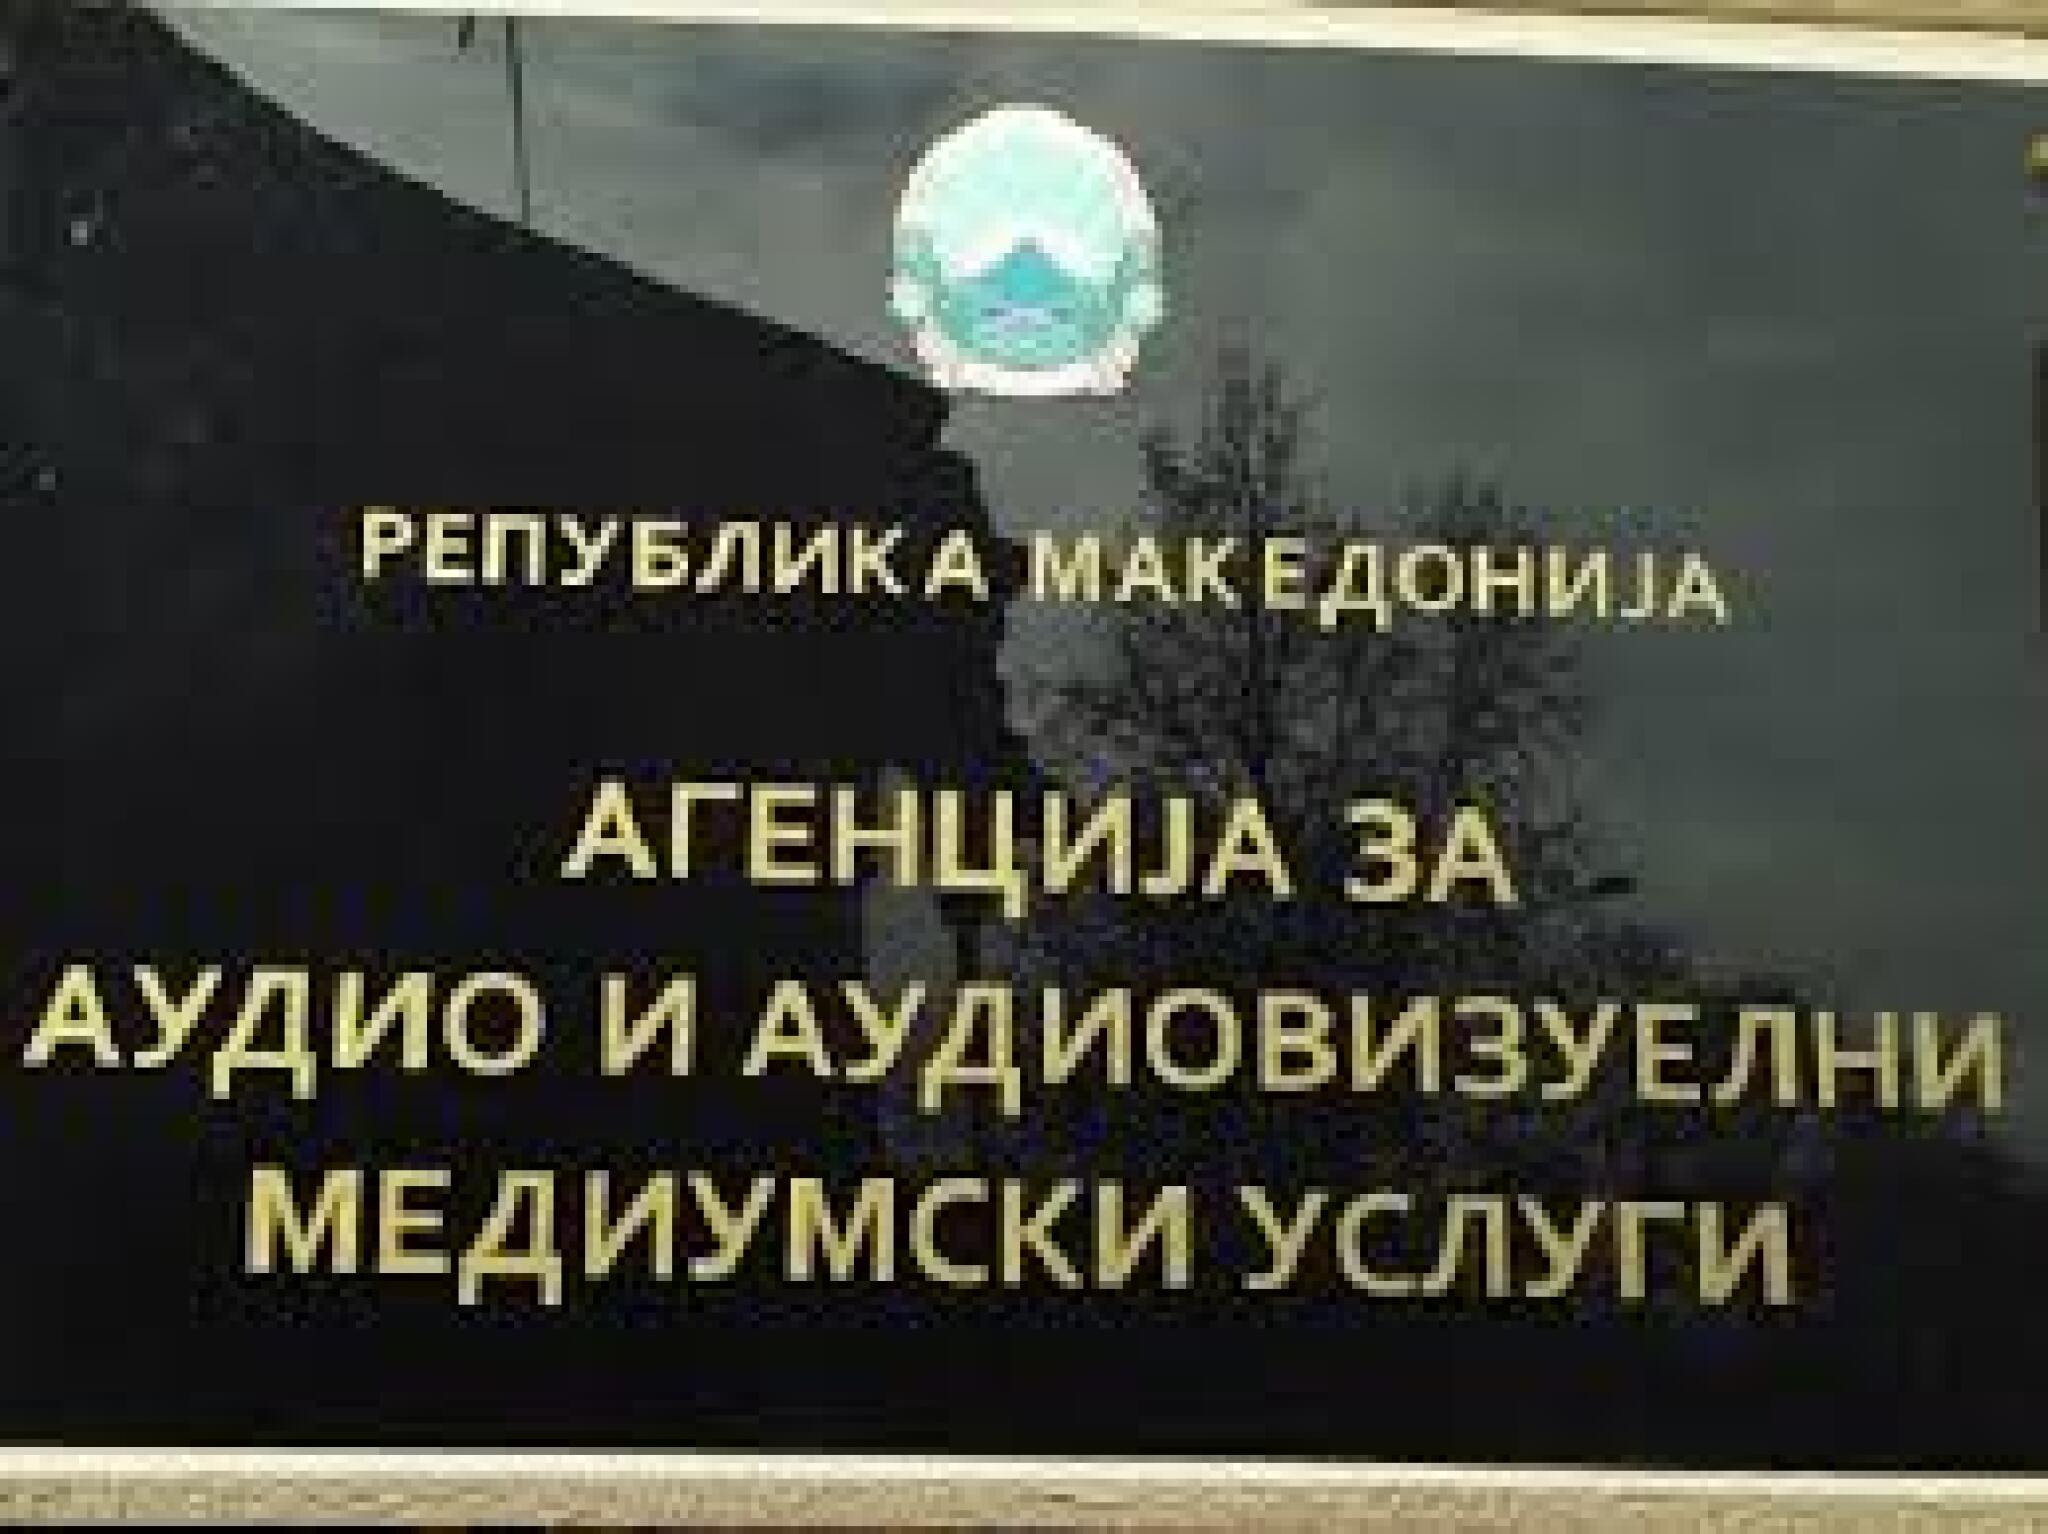 РЕПУБЛИКА МАКЕДОНИЈА
АГЕНЦИЈА ЗА
АУДИО И АУДИОВИЗУЕЛНИ
МЕДИУМСКИ УСЛУГИ